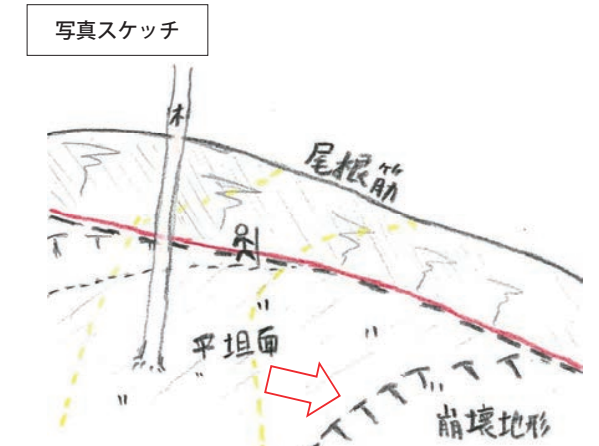 写真スケッチ
木
尾根筋
平坦面
崩壊地形